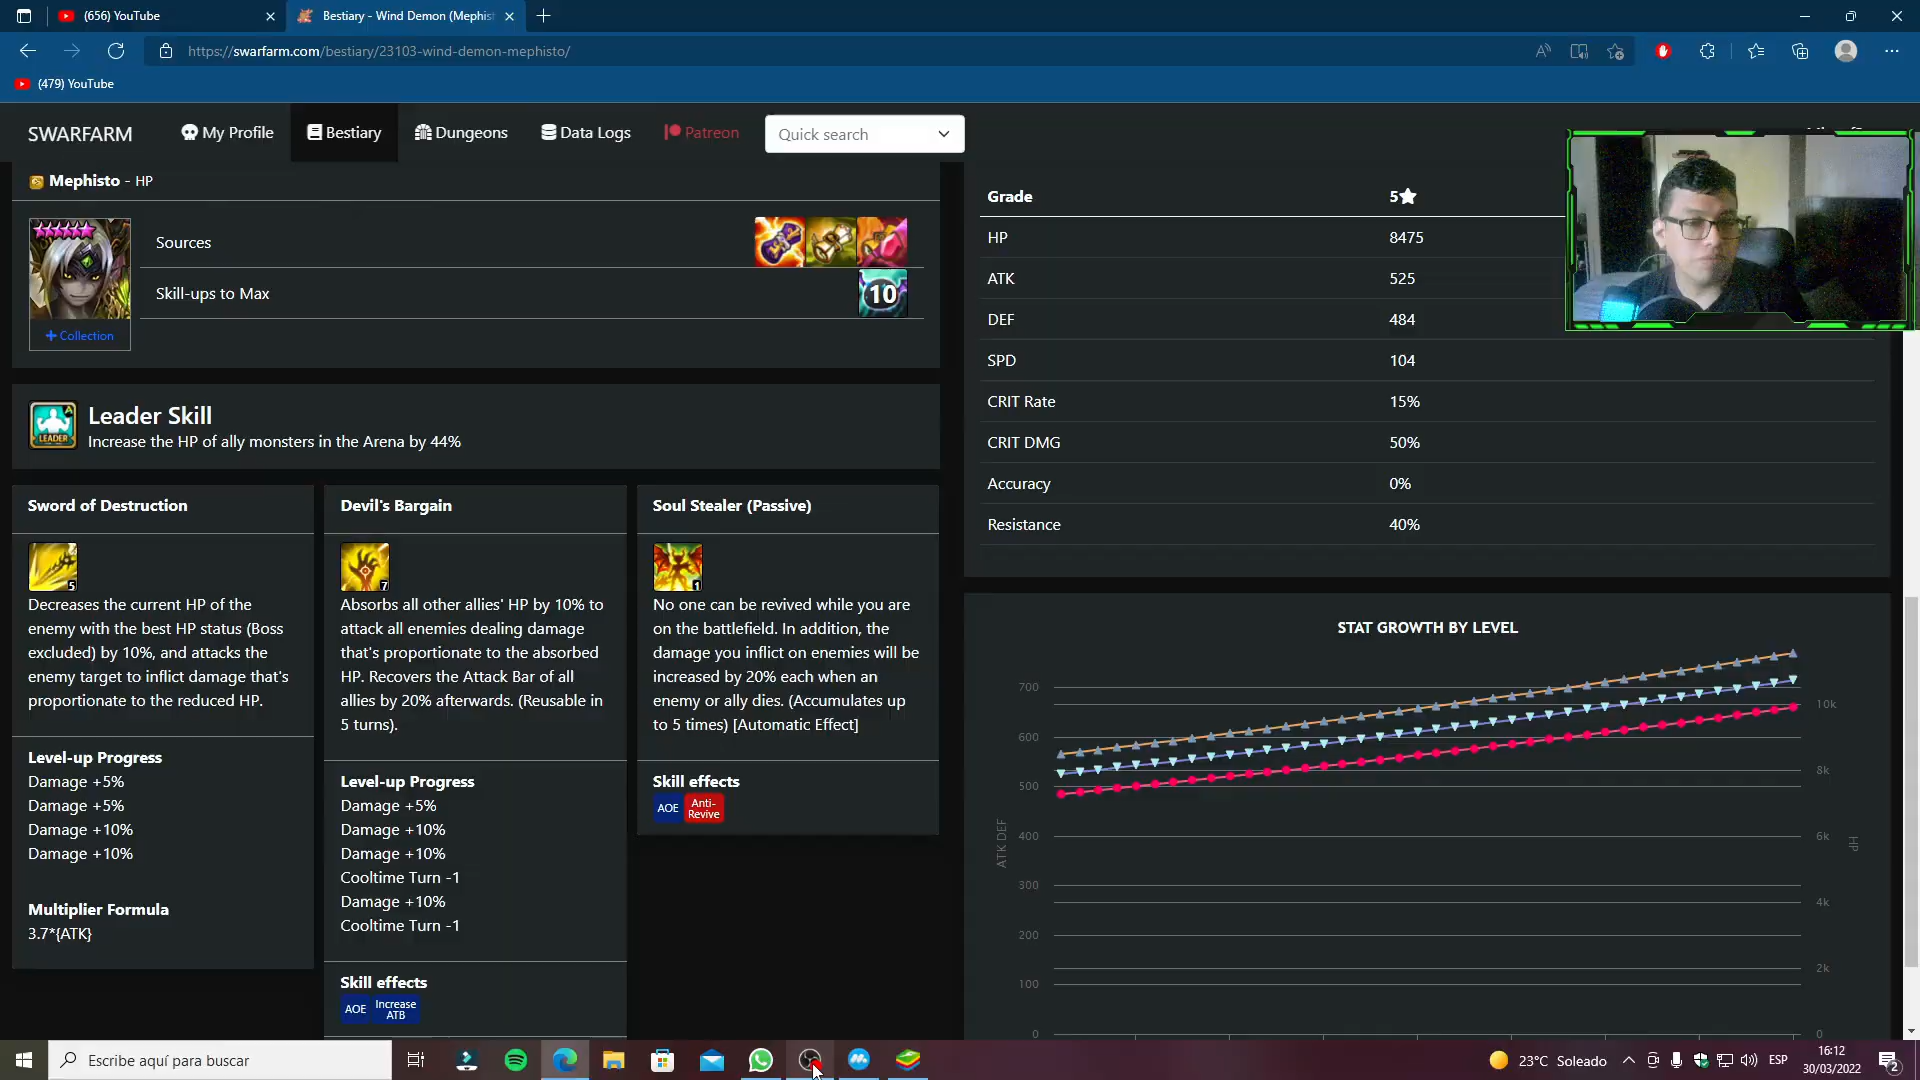 (656) YouTube
Bestiary - Wind Demon (Mephist
https://swarfarm.com/bestiary/23103-wind-demon-mephisto/
(479) YouTube
SWARFARM
My Profile
Bestiary
Dungeons
Data Logs
Patreon
Quick search
Mephisto - HP
Sources
Skill-ups to Max
10
Collection
Leader Skill
LEADER
Increase the HP of ally monsters in the Arena by 44%
Sword of Destruction
5
Decreases the current HP of the
enemy with the best HP status (Boss
excluded) by 10%, and attacks the
enemy target to inflict damage that's
proportionate to the reduced HP.
Level-up Progress
Damage +5%
Damage +5%
Damage +10%
Damage +10%
Multiplier Formula
3.7*{ATK}
Devil's Bargain
7
Absorbs all other allies' HP by 10% to
attack all enemies dealing damage
that's proportionate to the absorbed
HP. Recovers the Attack Bar of all
allies by 20% afterwards. (Reusable in
5 turns).
Level-up Progress
Damage +5%
Damage +10%
Damage +10%
Cooltime Turn -1
Damage +10%
Cooltime Turn -1
Skill effects
AOE
Increase
ATB
Soul Stealer (Passive)
1
No one can be revived while you are
on the battlefield. In addition, the
damage you inflict on enemies will be
increased by 20% each when an
enemy or ally dies. (Accumulates up
to 5 times) [Automatic Effect]
Skill effects
AOE
Anti-
Revive
Grade 5
HP 8475
ATK 525
DEF 484
SPD 104
CRIT Rate 15%
CRIT DMG 50%
Accuracy 0%
Resistance 40%
STAT GROWTH BY LEVEL
700
600
500
400
300
200
100
0
ATK DEF
10k
8k
6k
4k
2k
0
HP
Escribe aquí para buscar
23°C Soleado
ESP
16:12
30/03/2022
2